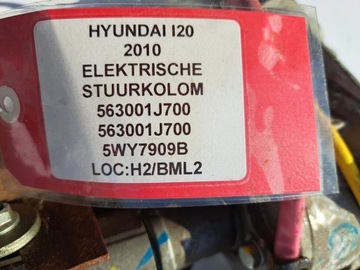 HYUNDAI I20
2010
ELEKTRISCHE
STUURKOLOM
563001J700
563001J700
5WY7909B
LOC:H2/BML2